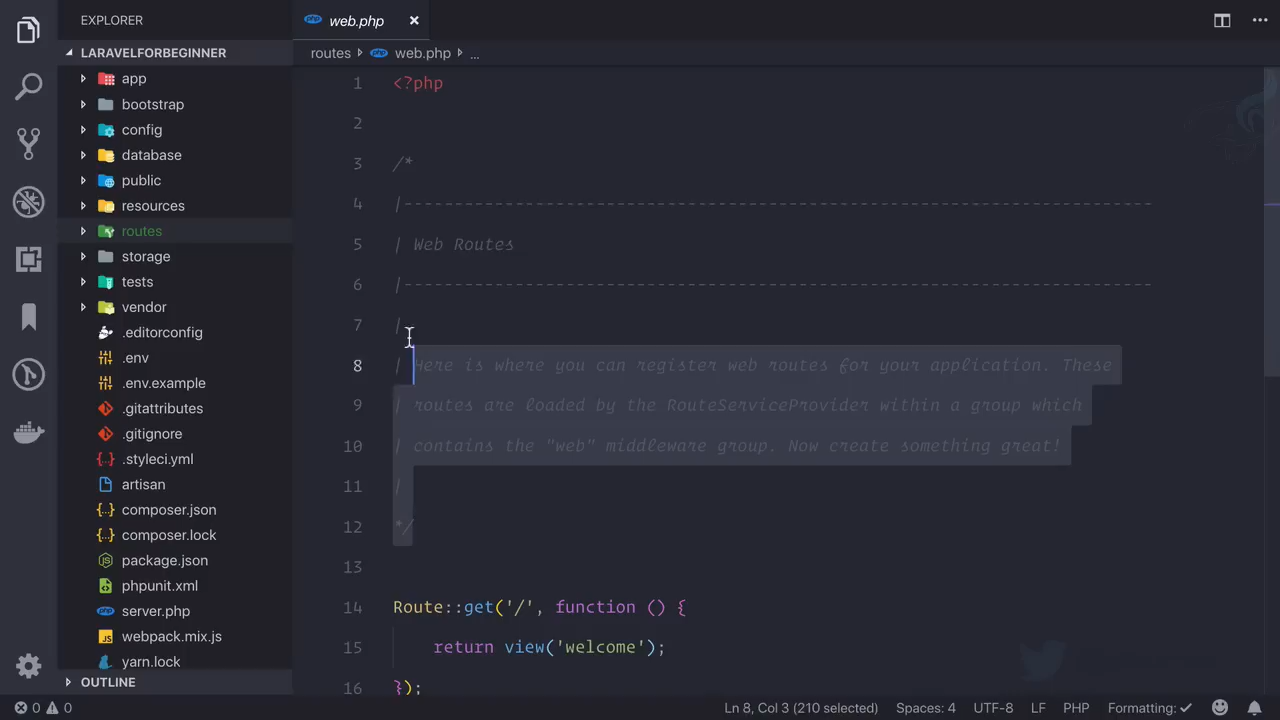 EXPLORER
web.php
LARAVELFORBEGINNER
routes web.php ...
app
bootstrap
config
database
public
resources
routes
storage
tests
vendor
.editorconfig
.env
.env.example
.gitattributes
.gitignore
.styleci.yml
artisan
composer.json
composer.lock
package.json
phpunit.xml
server.php
webpack.mix.js
yarn.lock
OUTLINE
1 <?php
2
3 /*
4 |--------------------------------------------------------------------------
5 | Web Routes
6 |--------------------------------------------------------------------------
7 |
8 | Here is where you can register web routes for your application. These
9 | routes are loaded by the RouteServiceProvider within a group which
10 | contains the "web" middleware group. Now create something great!
11 |
12 */
13
14 Route::get('/', function () {
15 return view('welcome');
16 });
0 0 Ln 8, Col 3 (210 selected) Spaces: 4 UTF-8 LF PHP Formatting: ✓